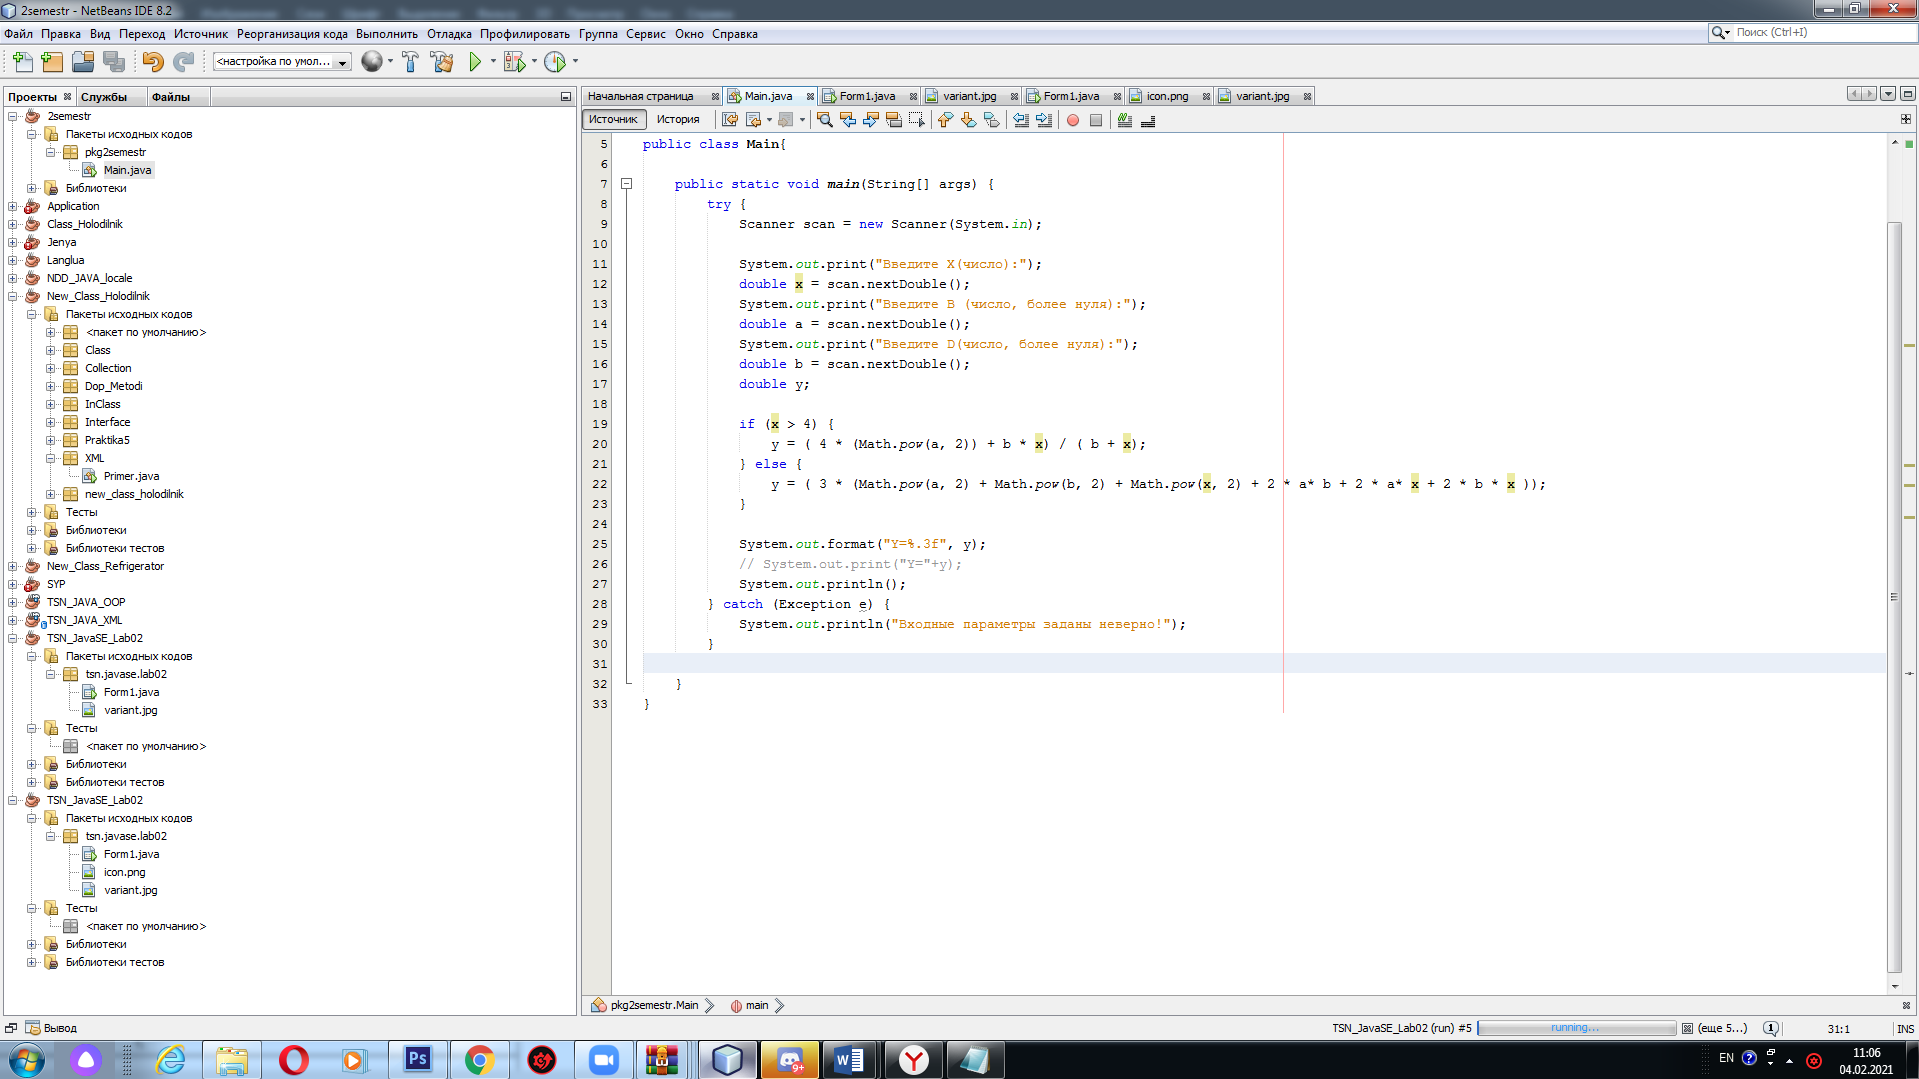 2semestr - NetBeans IDE 8.2
Файл Правка Вид Переход Источник Реорганизация кода Выполнить Отладка Профилировать Группа Сервис Окно Справка
Поиск (Ctrl+I)
<настройка по умол...
Проекты Службы Файлы
2semestr
Пакеты исходных кодов
pkg2semestr
Main.java
Библиотеки
Application
Class_Holodilnik
Jenya
Langlua
NDD_JAVA_locale
New_Class_Holodilnik
Пакеты исходных кодов
<пакет по умолчанию>
Class
Collection
Dop_Metodi
InClass
Interface
Praktika5
XML
Primer.java
new_class_holodilnik
Тесты
Библиотеки
Библиотеки тестов
New_Class_Refrigerator
SYP
TSN_JAVA_OOP
TSN_JAVA_XML
TSN_JavaSE_Lab02
Пакеты исходных кодов
tsn.javase.lab02
Form1.java
variant.jpg
Тесты
<пакет по умолчанию>
Библиотеки
Библиотеки тестов
TSN_JavaSE_Lab02
Пакеты исходных кодов
tsn.javase.lab02
Form1.java
icon.png
variant.jpg
Тесты
<пакет по умолчанию>
Библиотеки
Библиотеки тестов
Начальная страница Main.java Form1.java variant.jpg Form1.java icon.png variant.jpg
Источник История
5 public class Main{
6
7 public static void main(String[] args) {
8 try {
9 Scanner scan = new Scanner(System.in);
10
11 System.out.print("Введите X(число):");
12 double x = scan.nextDouble();
13 System.out.print("Введите B (число, более нуля):");
14 double a = scan.nextDouble();
15 System.out.print("Введите D(число, более нуля):");
16 double b = scan.nextDouble();
17 double y;
18
19 if (x > 4) {
20 y = ( 4 * (Math.pow(a, 2)) + b * x) / ( b + x);
21 } else {
22 y = ( 3 * (Math.pow(a, 2) + Math.pow(b, 2) + Math.pow(x, 2) + 2 * a* b + 2 * a* x + 2 * b * x ));
23 }
24
25 System.out.format("Y=%.3f", y);
26 // System.out.print("Y="+y);
27 System.out.println();
28 } catch (Exception e) {
29 System.out.println("Входные параметры заданы неверно!");
30 }
31
32 }
33 }
pkg2semestr.Main main
Вывод
TSN_JavaSE_Lab02 (run) #5 running... (еще 5...) 1 31:1 INS
Ps 9+ W
EN 11:06
04.02.2021